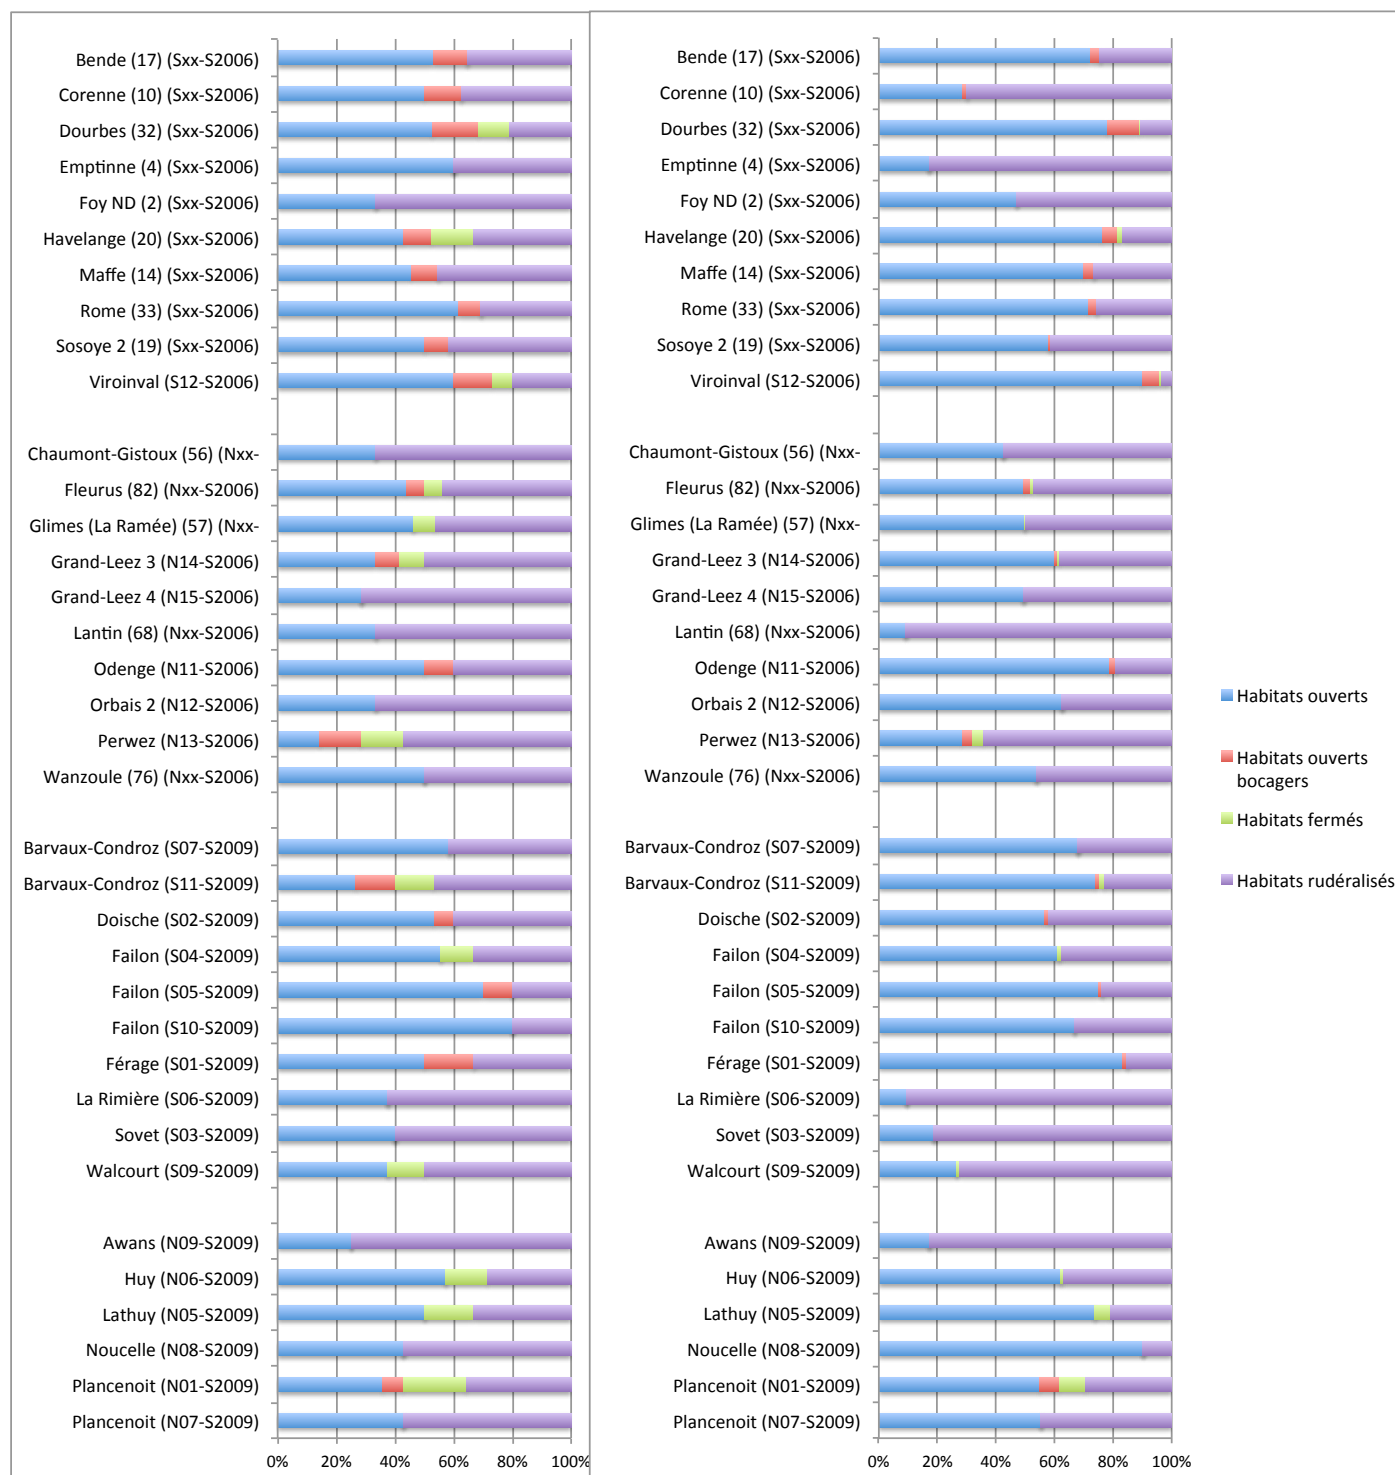 Bende (17) (Sxx-S2006)
Corenne (10) (Sxx-S2006)
Dourbes (32) (Sxx-S2006)
Emptinne (4) (Sxx-S2006)
Foy ND (2) (Sxx-S2006)
Havelange (20) (Sxx-S2006)
Maffe (14) (Sxx-S2006)
Rome (33) (Sxx-S2006)
Sosoye 2 (19) (Sxx-S2006)
Viroinval (S12-S2006)
Chaumont-Gistoux (56) (Nxx-
Fleurus (82) (Nxx-S2006)
Glimes (La Ramée) (57) (Nxx-
Grand-Leez 3 (N14-S2006)
Grand-Leez 4 (N15-S2006)
Lantin (68) (Nxx-S2006)
Odenge (N11-S2006)
Orbais 2 (N12-S2006)
Perwez (N13-S2006)
Wanzoule (76) (Nxx-S2006)
Barvaux-Condroz (S07-S2009)
Barvaux-Condroz (S11-S2009)
Doische (S02-S2009)
Failon (S04-S2009)
Failon (S05-S2009)
Failon (S10-S2009)
Férage (S01-S2009)
La Rimière (S06-S2009)
Sovet (S03-S2009)
Walcourt (S09-S2009)
Awans (N09-S2009)
Huy (N06-S2009)
Lathuy (N05-S2009)
Noucelle (N08-S2009)
Plancenoit (N01-S2009)
Plancenoit (N07-S2009)
0% 20% 40% 60% 80% 100%
Bende (17) (Sxx-S2006)
Corenne (10) (Sxx-S2006)
Dourbes (32) (Sxx-S2006)
Emptinne (4) (Sxx-S2006)
Foy ND (2) (Sxx-S2006)
Havelange (20) (Sxx-S2006)
Maffe (14) (Sxx-S2006)
Rome (33) (Sxx-S2006)
Sosoye 2 (19) (Sxx-S2006)
Viroinval (S12-S2006)
Chaumont-Gistoux (56) (Nxx-
Fleurus (82) (Nxx-S2006)
Glimes (La Ramée) (57) (Nxx-
Grand-Leez 3 (N14-S2006)
Grand-Leez 4 (N15-S2006)
Lantin (68) (Nxx-S2006)
Odenge (N11-S2006)
Orbais 2 (N12-S2006)
Perwez (N13-S2006)
Wanzoule (76) (Nxx-S2006)
Barvaux-Condroz (S07-S2009)
Barvaux-Condroz (S11-S2009)
Doische (S02-S2009)
Failon (S04-S2009)
Failon (S05-S2009)
Failon (S10-S2009)
Férage (S01-S2009)
La Rimière (S06-S2009)
Sovet (S03-S2009)
Walcourt (S09-S2009)
Awans (N09-S2009)
Huy (N06-S2009)
Lathuy (N05-S2009)
Noucelle (N08-S2009)
Plancenoit (N01-S2009)
Plancenoit (N07-S2009)
0% 20% 40% 60% 80% 100%
Habitats ouverts
Habitats ouverts
bocagers
Habitats fermés
Habitats rudéralisés